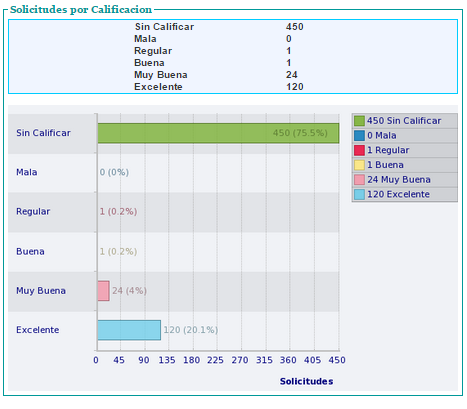 Solicitudes por Calificacion
Sin Calificar 450
Mala 0
Regular 1
Buena 1
Muy Buena 24
Excelente 120
Sin Calificar 450 (75.5%)
Mala 0 (0%)
Regular 1 (0.2%)
Buena 1 (0.2%)
Muy Buena 24 (4%)
Excelente 120 (20.1%)
0 45 90 135 180 225 270 315 360 405 450
Solicitudes
450 Sin Calificar
0 Mala
1 Regular
1 Buena
24 Muy Buena
120 Excelente